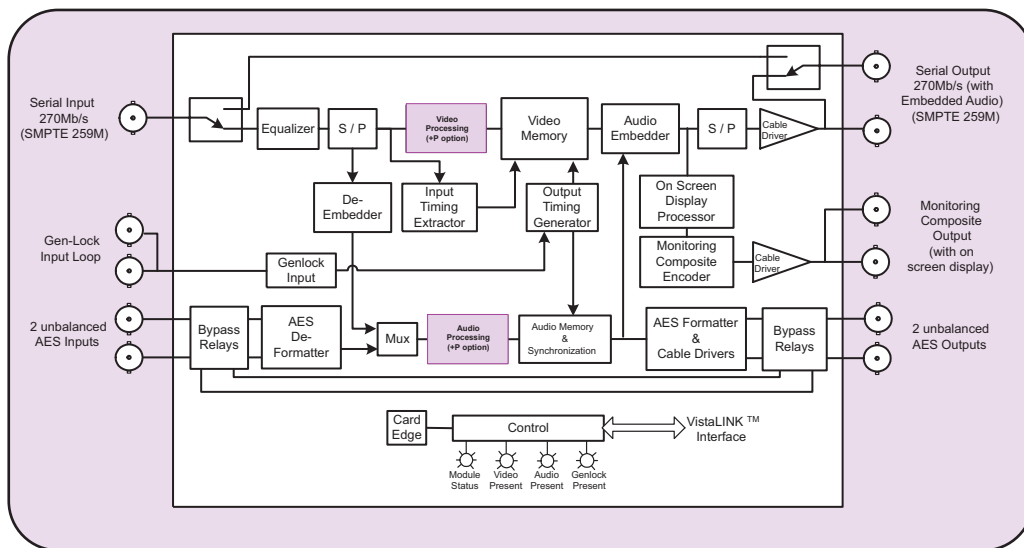 Serial Input
270Mb/s
(SMPTE 259M)
Equalizer
S / P
Video
Processing
(+P option)
Video
Memory
Audio
Embedder
S / P
Cable
Driver
Serial Output
270Mb/s (with
Embedded Audio)
(SMPTE 259M)
De-
Embedder
Input
Timing
Extractor
Output
Timing
Generator
On Screen
Display
Processor
Monitoring
Composite
Encoder
Cable
Driver
Monitoring
Composite
Output
(with on
screen display)
Gen-Lock
Input Loop
Genlock
Input
2 unbalanced
AES Inputs
Bypass
Relays
AES
De-
Formatter
Mux
Audio
Processing
(+P option)
Audio Memory
&
Synchronization
AES Formatter
&
Cable Drivers
Bypass
Relays
2 unbalanced
AES Outputs
Card
Edge
Control
VistaLINK ™
Interface
Module
Status
Video
Present
Audio
Present
Genlock
Present